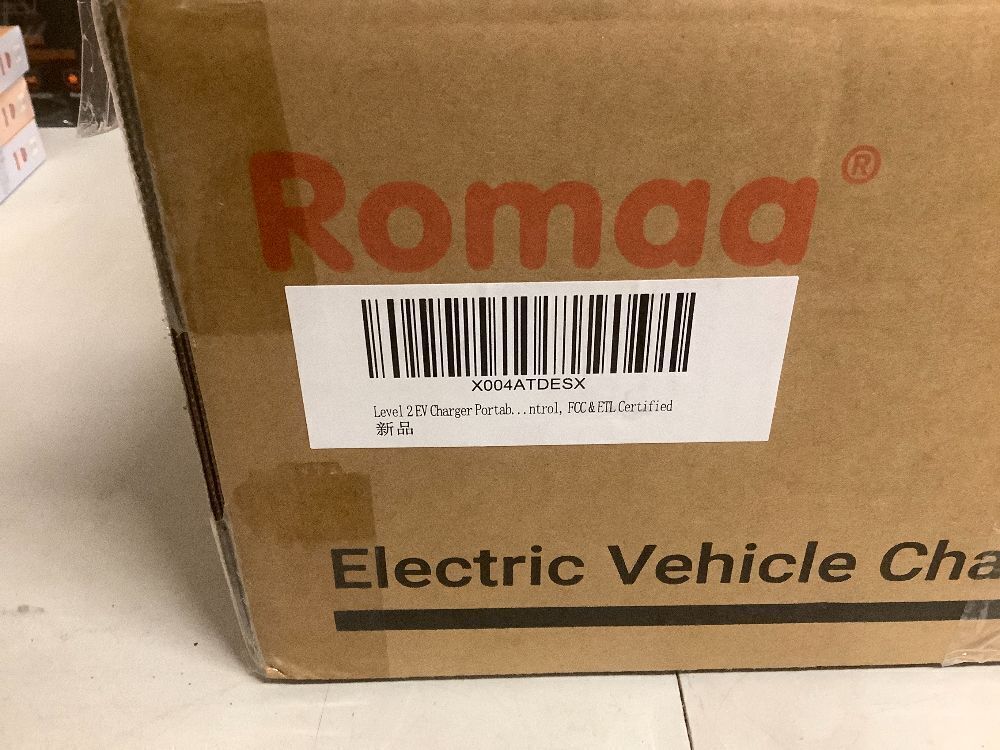 Romaa®
X004ATDESX
Level 2 EV Charger Portab...ntrol, FCC & ETL Certified
新品
Electric Vehicle Cha